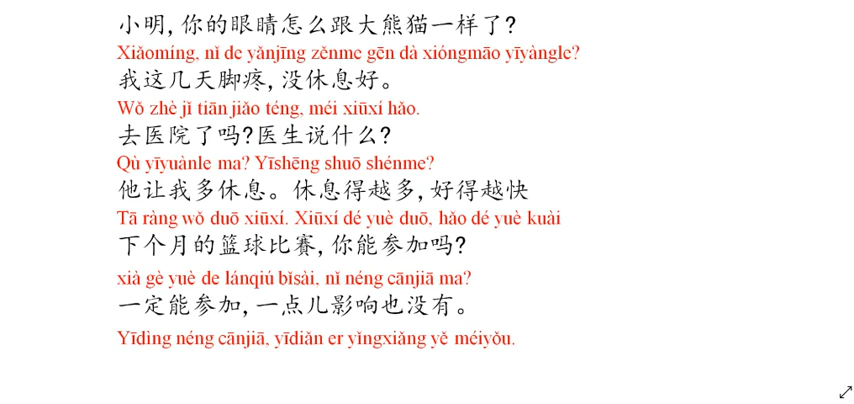 小明,你的眼睛怎么跟大熊猫一样了?
Xiǎomíng, nǐ de yǎnjīng zěnme gēn dà xióngmāo yīyàngle?
我这几天脚疼,没休息好。
Wǒ zhè jǐ tiān jiǎo téng, méi xiūxí hǎo.
去医院了吗?医生说什么?
Qù yīyuànle ma? Yīshēng shuō shénme?
他让我多休息。休息得越多,好得越快
Tā ràng wǒ duō xiūxí. Xiūxí dé yuè duō, hǎo dé yuè kuài
下个月的篮球比赛,你能参加吗?
xià gè yuè de lánqiú bǐsài, nǐ néng cānjiā ma?
一定能参加,一点儿影响也没有。
Yīdìng néng cānjiā, yīdiǎn er yǐngxiǎng yě méiyǒu.